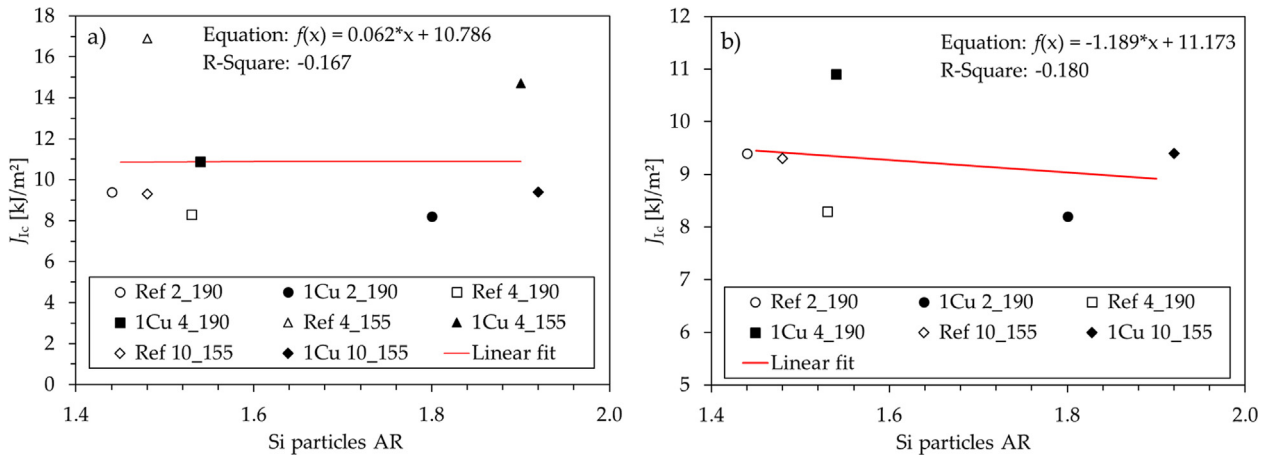 a)
Equation: f(x) = 0.062*x + 10.786
R-Square: -0.167
18
16
14
12
10
8
6
4
2
0
J_Ic [kJ/m²]
Ref 2_190 1Cu 2_190 Ref 4_190
1Cu 4_190 Ref 4_155 1Cu 4_155
Ref 10_155 1Cu 10_155 Linear fit
1.4 1.6 1.8 2.0
Si particles AR
b)
Equation: f(x) = -1.189*x + 11.173
R-Square: -0.180
12
11
10
9
8
7
6
5
J_Ic [kJ/m²]
Ref 2_190 1Cu 2_190 Ref 4_190
1Cu 4_190 Ref 10_155 1Cu 10_155
Linear fit
1.4 1.6 1.8 2.0
Si particles AR